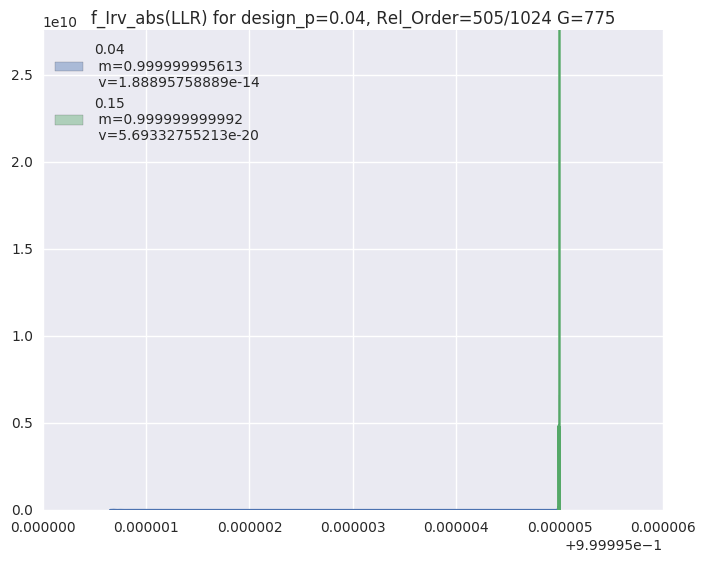 f_Irv_abs(LLR) for design_p=0.04, Rel_Order=505/1024 G=775
1e10
0.04
m=0.999999995613
v=1.88895758889e-14
0.15
m=0.999999999992
v=5.69332755213e-20
2.5
2.0
1.5
1.0
0.5
0.0
0.000000 0.000001 0.000002 0.000003 0.000004 0.000005 0.000006
+9.99995e−1